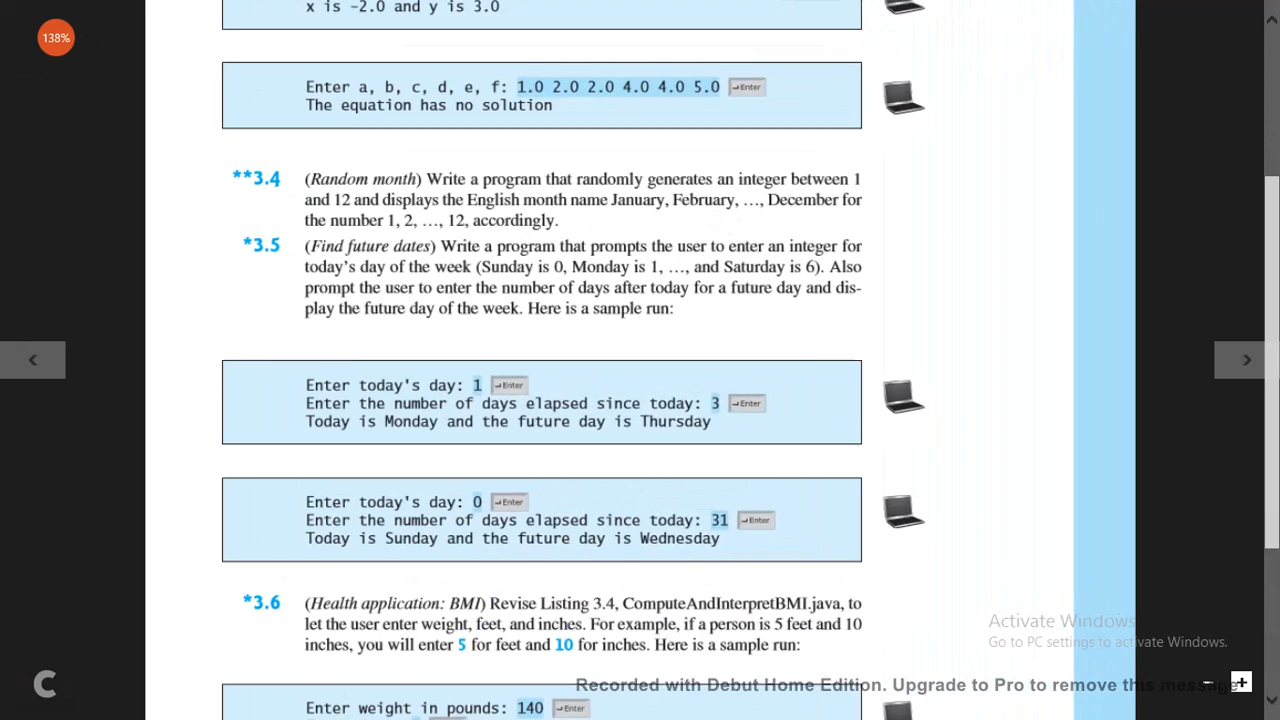 x is -2.0 and y is 3.0
138%
Enter a, b, c, d, e, f: 1.0 2.0 2.0 4.0 4.0 5.0 ↵Enter
The equation has no solution
**3.4 (Random month) Write a program that randomly generates an integer between 1
and 12 and displays the English month name January, February, …, December for
the number 1, 2, …, 12, accordingly.
*3.5 (Find future dates) Write a program that prompts the user to enter an integer for
today's day of the week (Sunday is 0, Monday is 1, …, and Saturday is 6). Also
prompt the user to enter the number of days after today for a future day and dis-
play the future day of the week. Here is a sample run:
Enter today's day: 1 ↵Enter
Enter the number of days elapsed since today: 3 ↵Enter
Today is Monday and the future day is Thursday
Enter today's day: 0 ↵Enter
Enter the number of days elapsed since today: 31 ↵Enter
Today is Sunday and the future day is Wednesday
*3.6 (Health application: BMI) Revise Listing 3.4, ComputeAndInterpretBMI.java, to
let the user enter weight, feet, and inches. For example, if a person is 5 feet and 10
inches, you will enter 5 for feet and 10 for inches. Here is a sample run:
Activate Windows
Go to PC settings to activate Windows.
Recorded with Debut Home Edition. Upgrade to Pro to remove this message
Enter weight in pounds: 140 ↵Enter